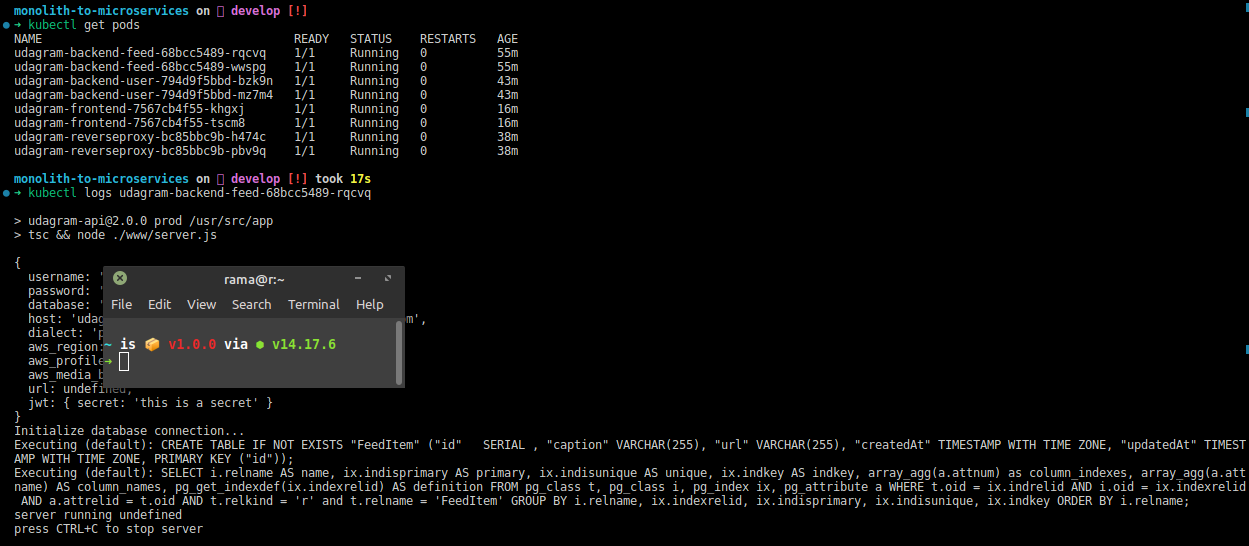 monolith-to-microservices on develop [!]
➜ kubectl get pods
NAME READY STATUS RESTARTS AGE
udagram-backend-feed-68bcc5489-rqcvq 1/1 Running 0 55m
udagram-backend-feed-68bcc5489-wwspg 1/1 Running 0 55m
udagram-backend-user-794d9f5bbd-bzk9n 1/1 Running 0 43m
udagram-backend-user-794d9f5bbd-mz7m4 1/1 Running 0 43m
udagram-frontend-7567cb4f55-khgxj 1/1 Running 0 16m
udagram-frontend-7567cb4f55-tscm8 1/1 Running 0 16m
udagram-reverseproxy-bc85bbc9b-h474c 1/1 Running 0 38m
udagram-reverseproxy-bc85bbc9b-pbv9q 1/1 Running 0 38m
monolith-to-microservices on develop [!] took 17s
➜ kubectl logs udagram-backend-feed-68bcc5489-rqcvq
> udagram-api@2.0.0 prod /usr/src/app
> tsc && node ./www/server.js
{
username: '
password: '
database: '
host: 'udag m',
dialect: 'p
aws_region:
aws_profile
aws_media_b
url: undefined,
jwt: { secret: 'this is a secret' }
}
rama@r:~
File Edit View Search Terminal Help
~ is 📦 v1.0.0 via ⬢ v14.17.6
➜
Initialize database connection...
Executing (default): CREATE TABLE IF NOT EXISTS "FeedItem" ("id" SERIAL , "caption" VARCHAR(255), "url" VARCHAR(255), "createdAt" TIMESTAMP WITH TIME ZONE, "updatedAt" TIMEST
AMP WITH TIME ZONE, PRIMARY KEY ("id"));
Executing (default): SELECT i.relname AS name, ix.indisprimary AS primary, ix.indisunique AS unique, ix.indkey AS indkey, array_agg(a.attnum) as column_indexes, array_agg(a.att
name) AS column_names, pg_get_indexdef(ix.indexrelid) AS definition FROM pg_class t, pg_class i, pg_index ix, pg_attribute a WHERE t.oid = ix.indrelid AND i.oid = ix.indexrelid
AND a.attrelid = t.oid AND t.relkind = 'r' and t.relname = 'FeedItem' GROUP BY i.relname, ix.indexrelid, ix.indisprimary, ix.indisunique, ix.indkey ORDER BY i.relname;
server running undefined
press CTRL+C to stop server